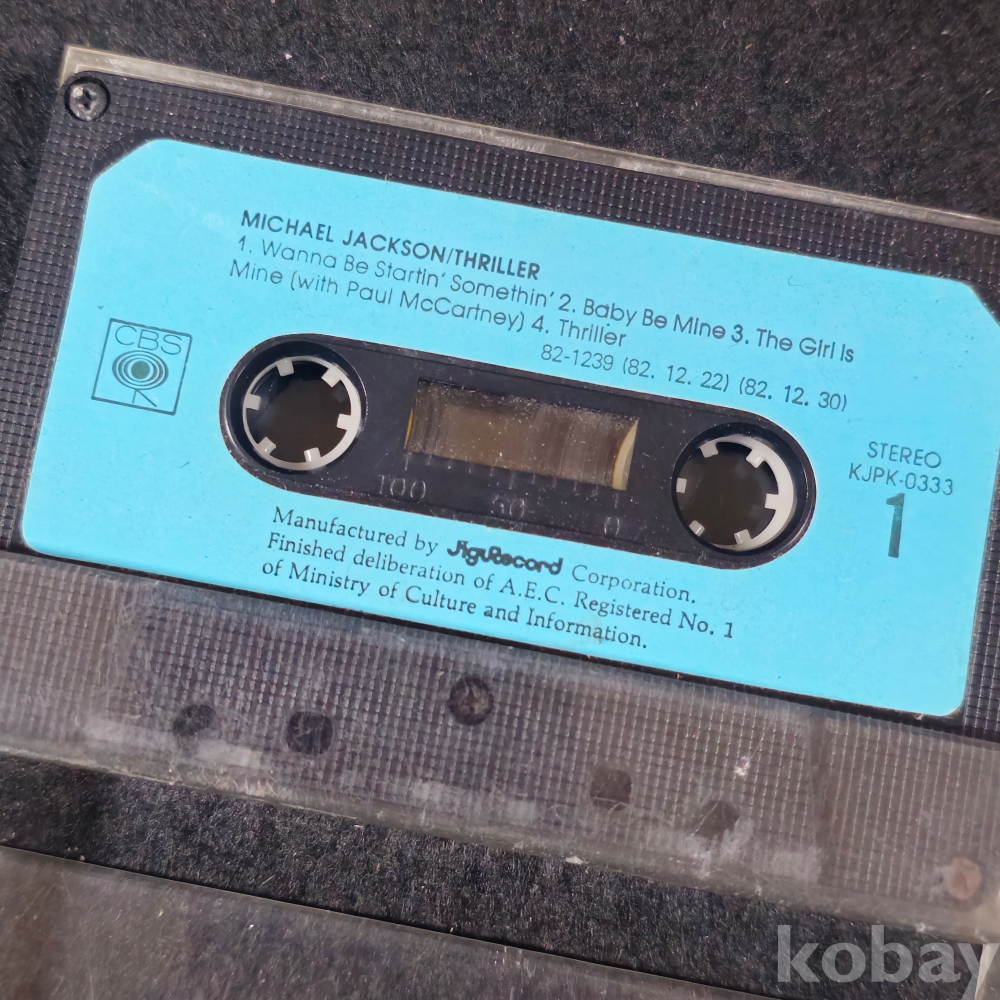 MICHAEL JACKSON/THRILLER
1. Wanna Be Startin' Somethin' 2. Baby Be Mine 3. The Girl Is
Mine (with Paul McCartney) 4. Thriller
82-1239 (82. 12. 22) (82. 12. 30)
CBS
STEREO
KJPK-0333
1
100
50
0
Manufactured by JiguRecord Corporation.
Finished deliberation of A.E.C. Registered No. 1
of Ministry of Culture and Information.
kobay